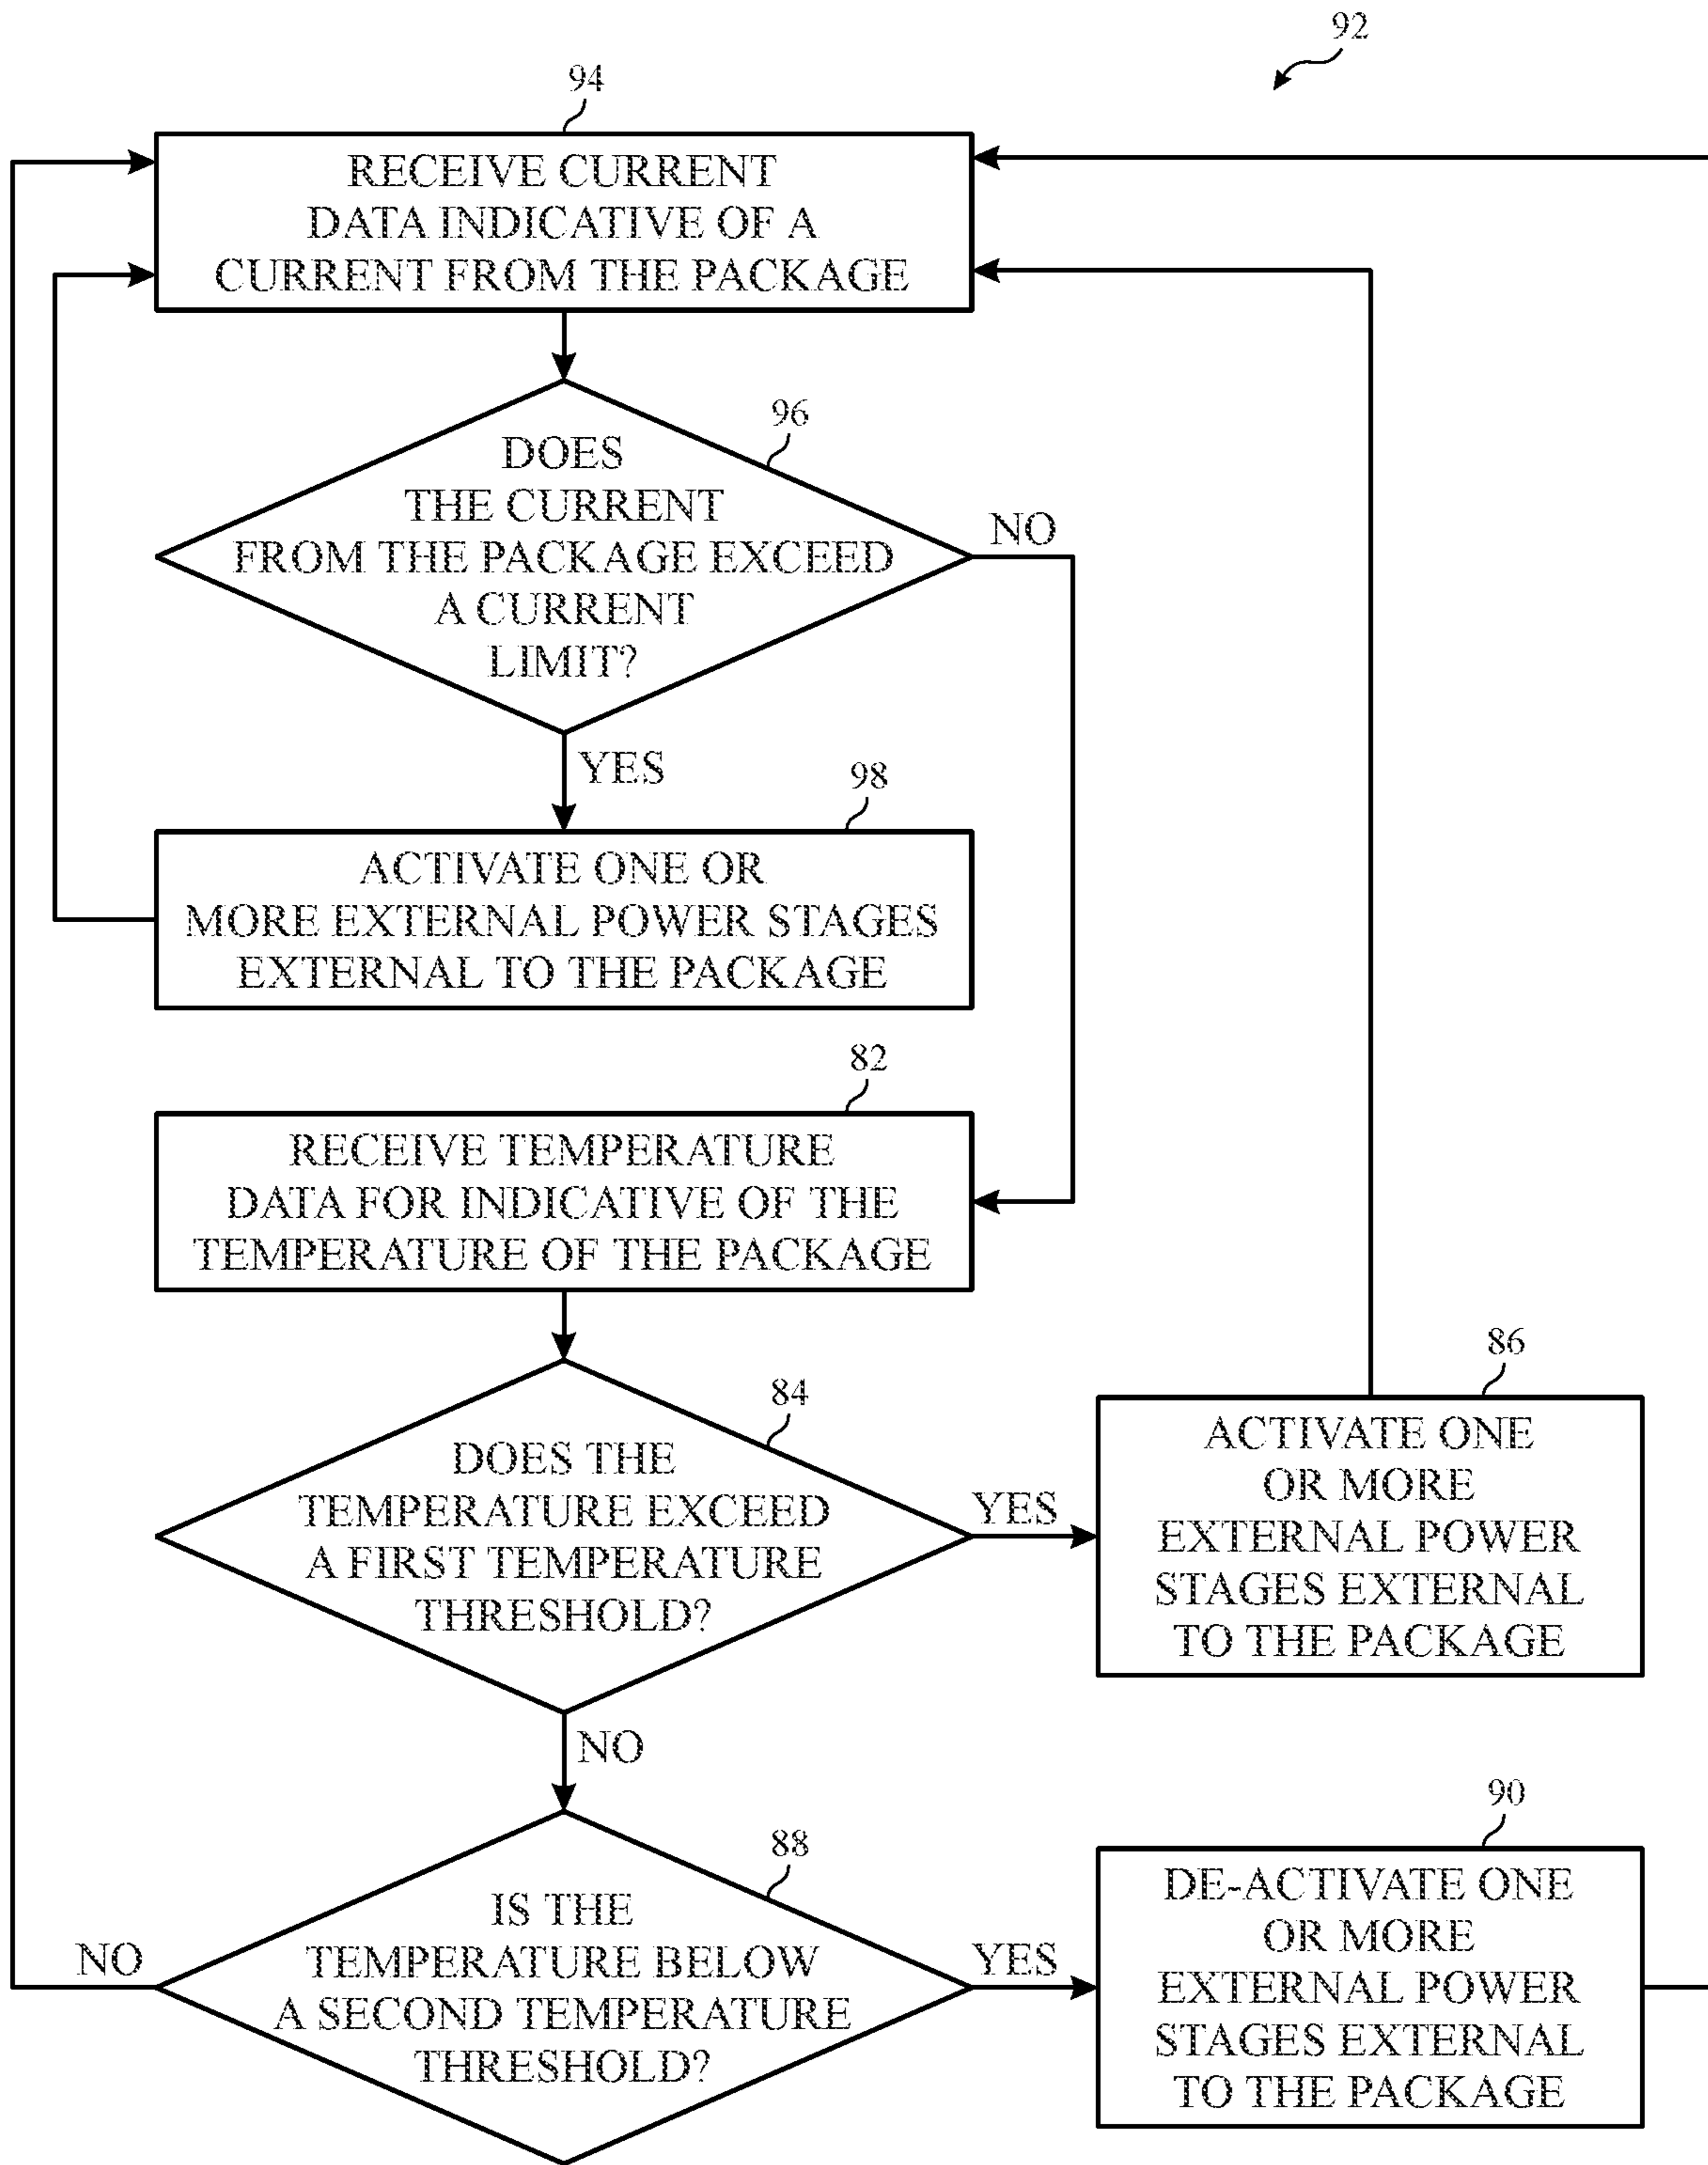 92
94
RECEIVE CURRENT
DATA INDICATIVE OF A
CURRENT FROM THE PACKAGE
96
DOES
THE CURRENT
FROM THE PACKAGE EXCEED
A CURRENT
LIMIT?
NO
YES
98
ACTIVATE ONE OR
MORE EXTERNAL POWER STAGES
EXTERNAL TO THE PACKAGE
82
RECEIVE TEMPERATURE
DATA FOR INDICATIVE OF THE
TEMPERATURE OF THE PACKAGE
84
DOES THE
TEMPERATURE EXCEED
A FIRST TEMPERATURE
THRESHOLD?
YES
86
ACTIVATE ONE
OR MORE
EXTERNAL POWER
STAGES EXTERNAL
TO THE PACKAGE
NO
88
IS THE
TEMPERATURE BELOW
A SECOND TEMPERATURE
THRESHOLD?
NO
YES
90
DE-ACTIVATE ONE
OR MORE
EXTERNAL POWER
STAGES EXTERNAL
TO THE PACKAGE